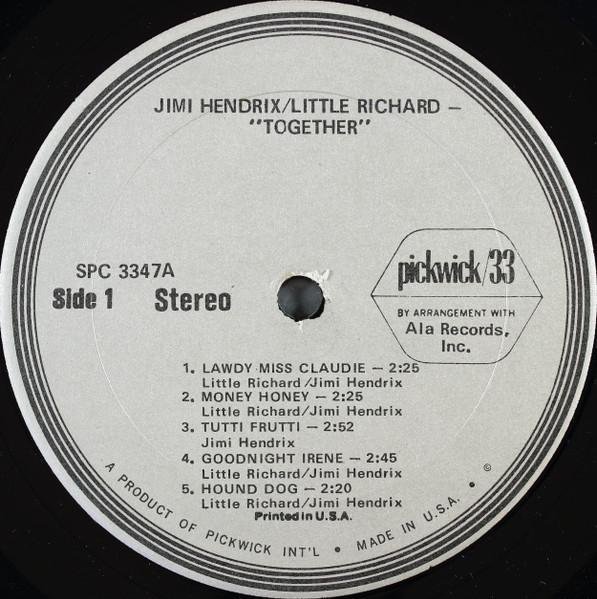 JIMI HENDRIX/LITTLE RICHARD —
"TOGETHER"
SPC 3347A
Side 1 Stereo
pickwick/33
BY ARRANGEMENT WITH
Ala Records,
Inc.
1. LAWDY MISS CLAUDIE — 2:25
Little Richard/Jimi Hendrix
2. MONEY HONEY — 2:25
Little Richard/Jimi Hendrix
3. TUTTI FRUTTI — 2:52
Jimi Hendrix
4. GOODNIGHT IRENE — 2:45
Little Richard/Jimi Hendrix
5. HOUND DOG — 2:20
Little Richard/Jimi Hendrix
Printed in U.S.A.
A PRODUCT OF PICKWICK INT'L • MADE IN U.S.A. • ©